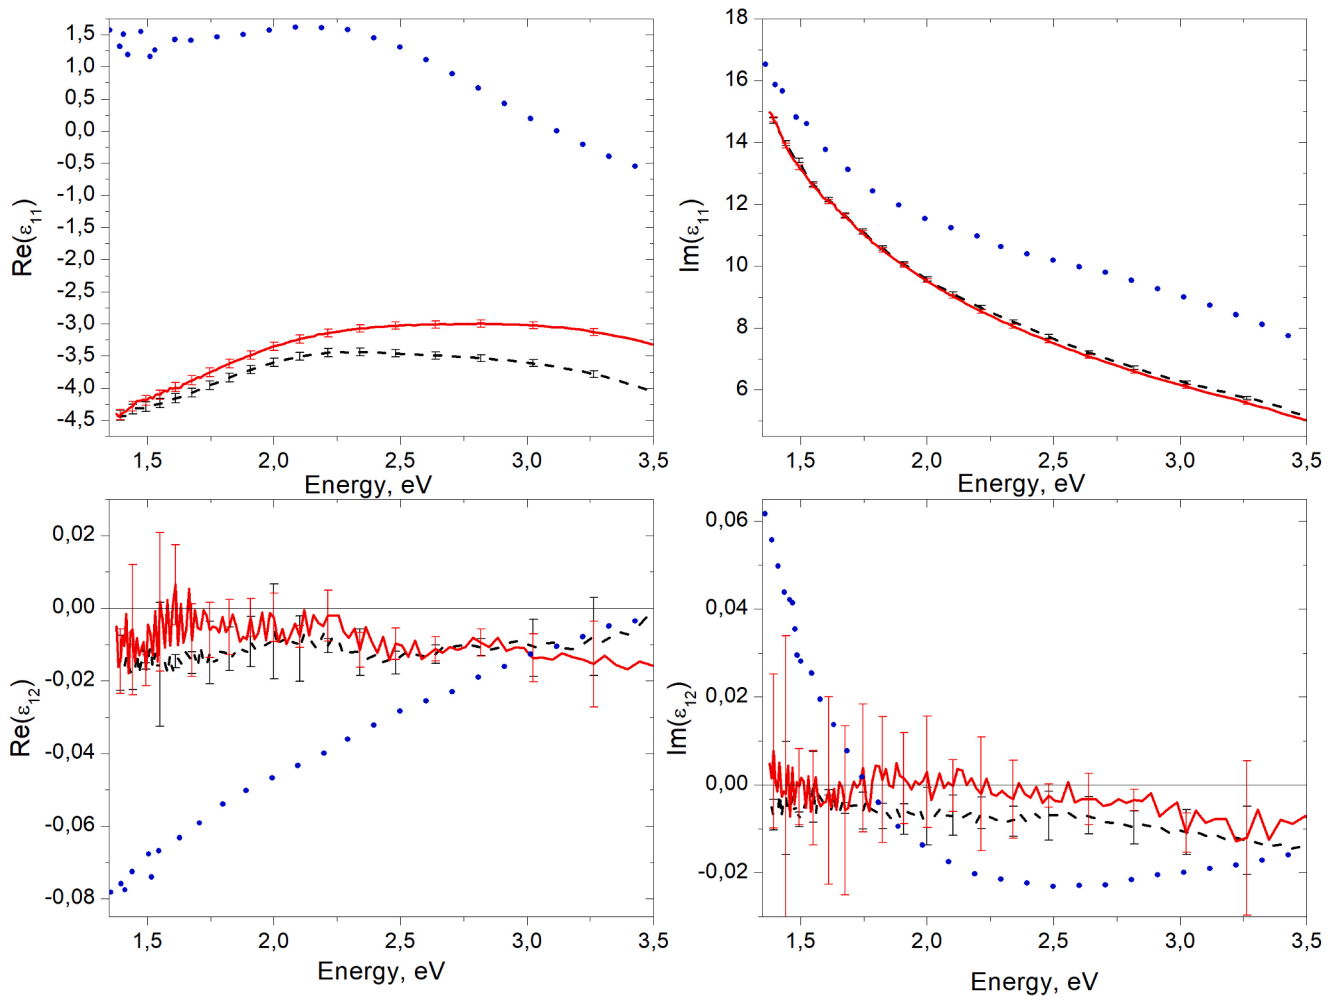 1,5
1,0
0,5
0,0
-0,5
-1,0
-1,5
-2,0
-2,5
-3,0
-3,5
-4,0
-4,5
Re(ε11)
1,5 2,0 2,5 3,0 3,5
Energy, eV
18
16
14
12
10
8
6
Im(ε11)
1,5 2,0 2,5 3,0 3,5
Energy, eV
0,02
0,00
-0,02
-0,04
-0,06
-0,08
Re(ε12)
1,5 2,0 2,5 3,0 3,5
Energy, eV
0,06
0,04
0,02
0,00
-0,02
Im(ε12)
1,5 2,0 2,5 3,0 3,5
Energy, eV